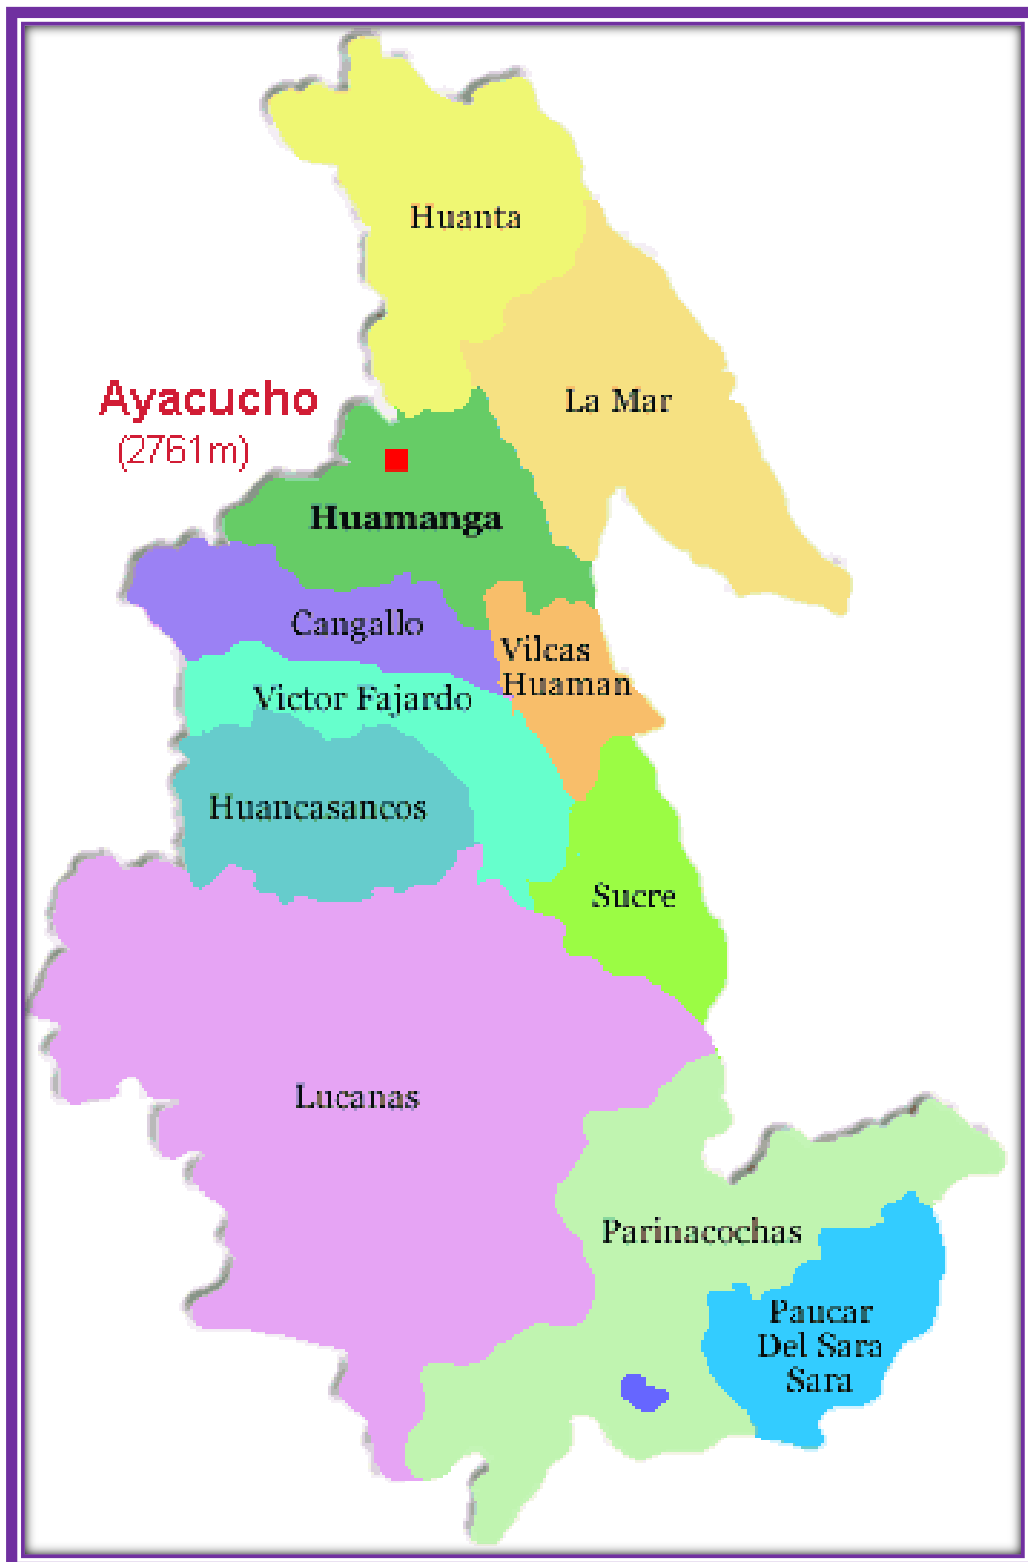 Huanta
La Mar
Ayacucho
(2761m)
Huamanga
Cangallo
Vilcas
Huaman
Victor Fajardo
Huancasancos
Sucre
Lucanas
Parinacochas
Paucar
Del Sara
Sara